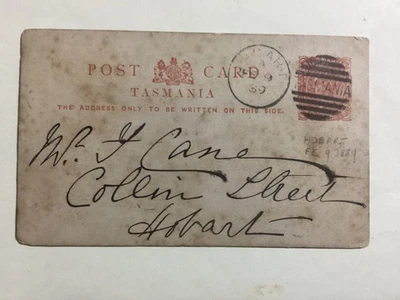 POST CARD
TASMANIA
THE ADDRESS ONLY TO BE WRITTEN ON THIS SIDE.
TASMANIA
HOBART
FE 9 1889
Mr. J Cane
Collin Street
Hobart